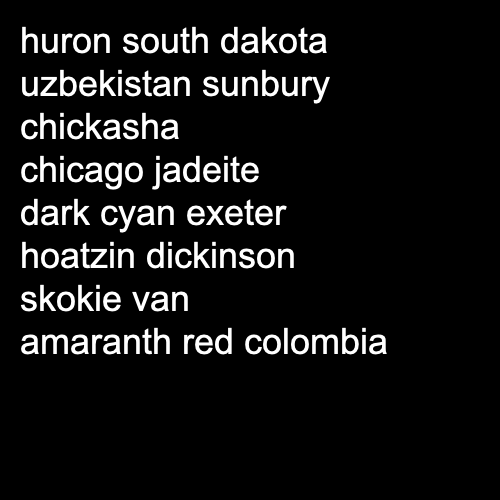 huron south dakota
uzbekistan sunbury
chickasha
chicago jadeite
dark cyan exeter
hoatzin dickinson
skokie van
amaranth red colombia